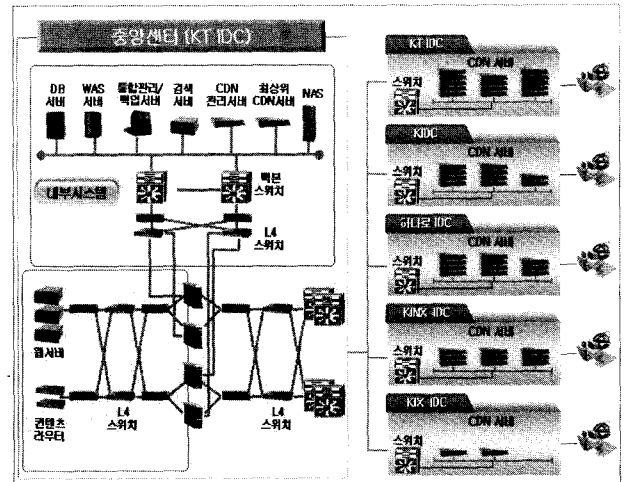 중앙센터 (KT IDC)
DB
서버
WAS
서버
통합관리/
백업서버
검색
서버
CDN
관리서버
최상위
CDN서버
NAS
내부시스템
백본
스위치
L4
스위치
웹서버
컨텐츠
라우터
L4
스위치
L4
스위치
KT IDC
CDN 서버
스위치
KIDC
CDN 서버
스위치
하나로 IDC
CDN 서버
스위치
KINX IDC
CDN 서버
스위치
KIX IDC
CDN 서버
스위치